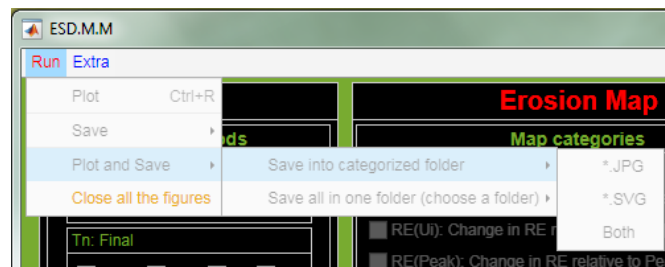 ESD.M.M
Run Extra
Plot Ctrl+R
Save
Plot and Save
Close all the figures
Save into categorized folder
Save all in one folder (choose a folder)
*.JPG
*.SVG
Both
Erosion Map
Map categories
Tn: Final
RE(Ui): Change in RE
RE(Peak): Change in RE relative to